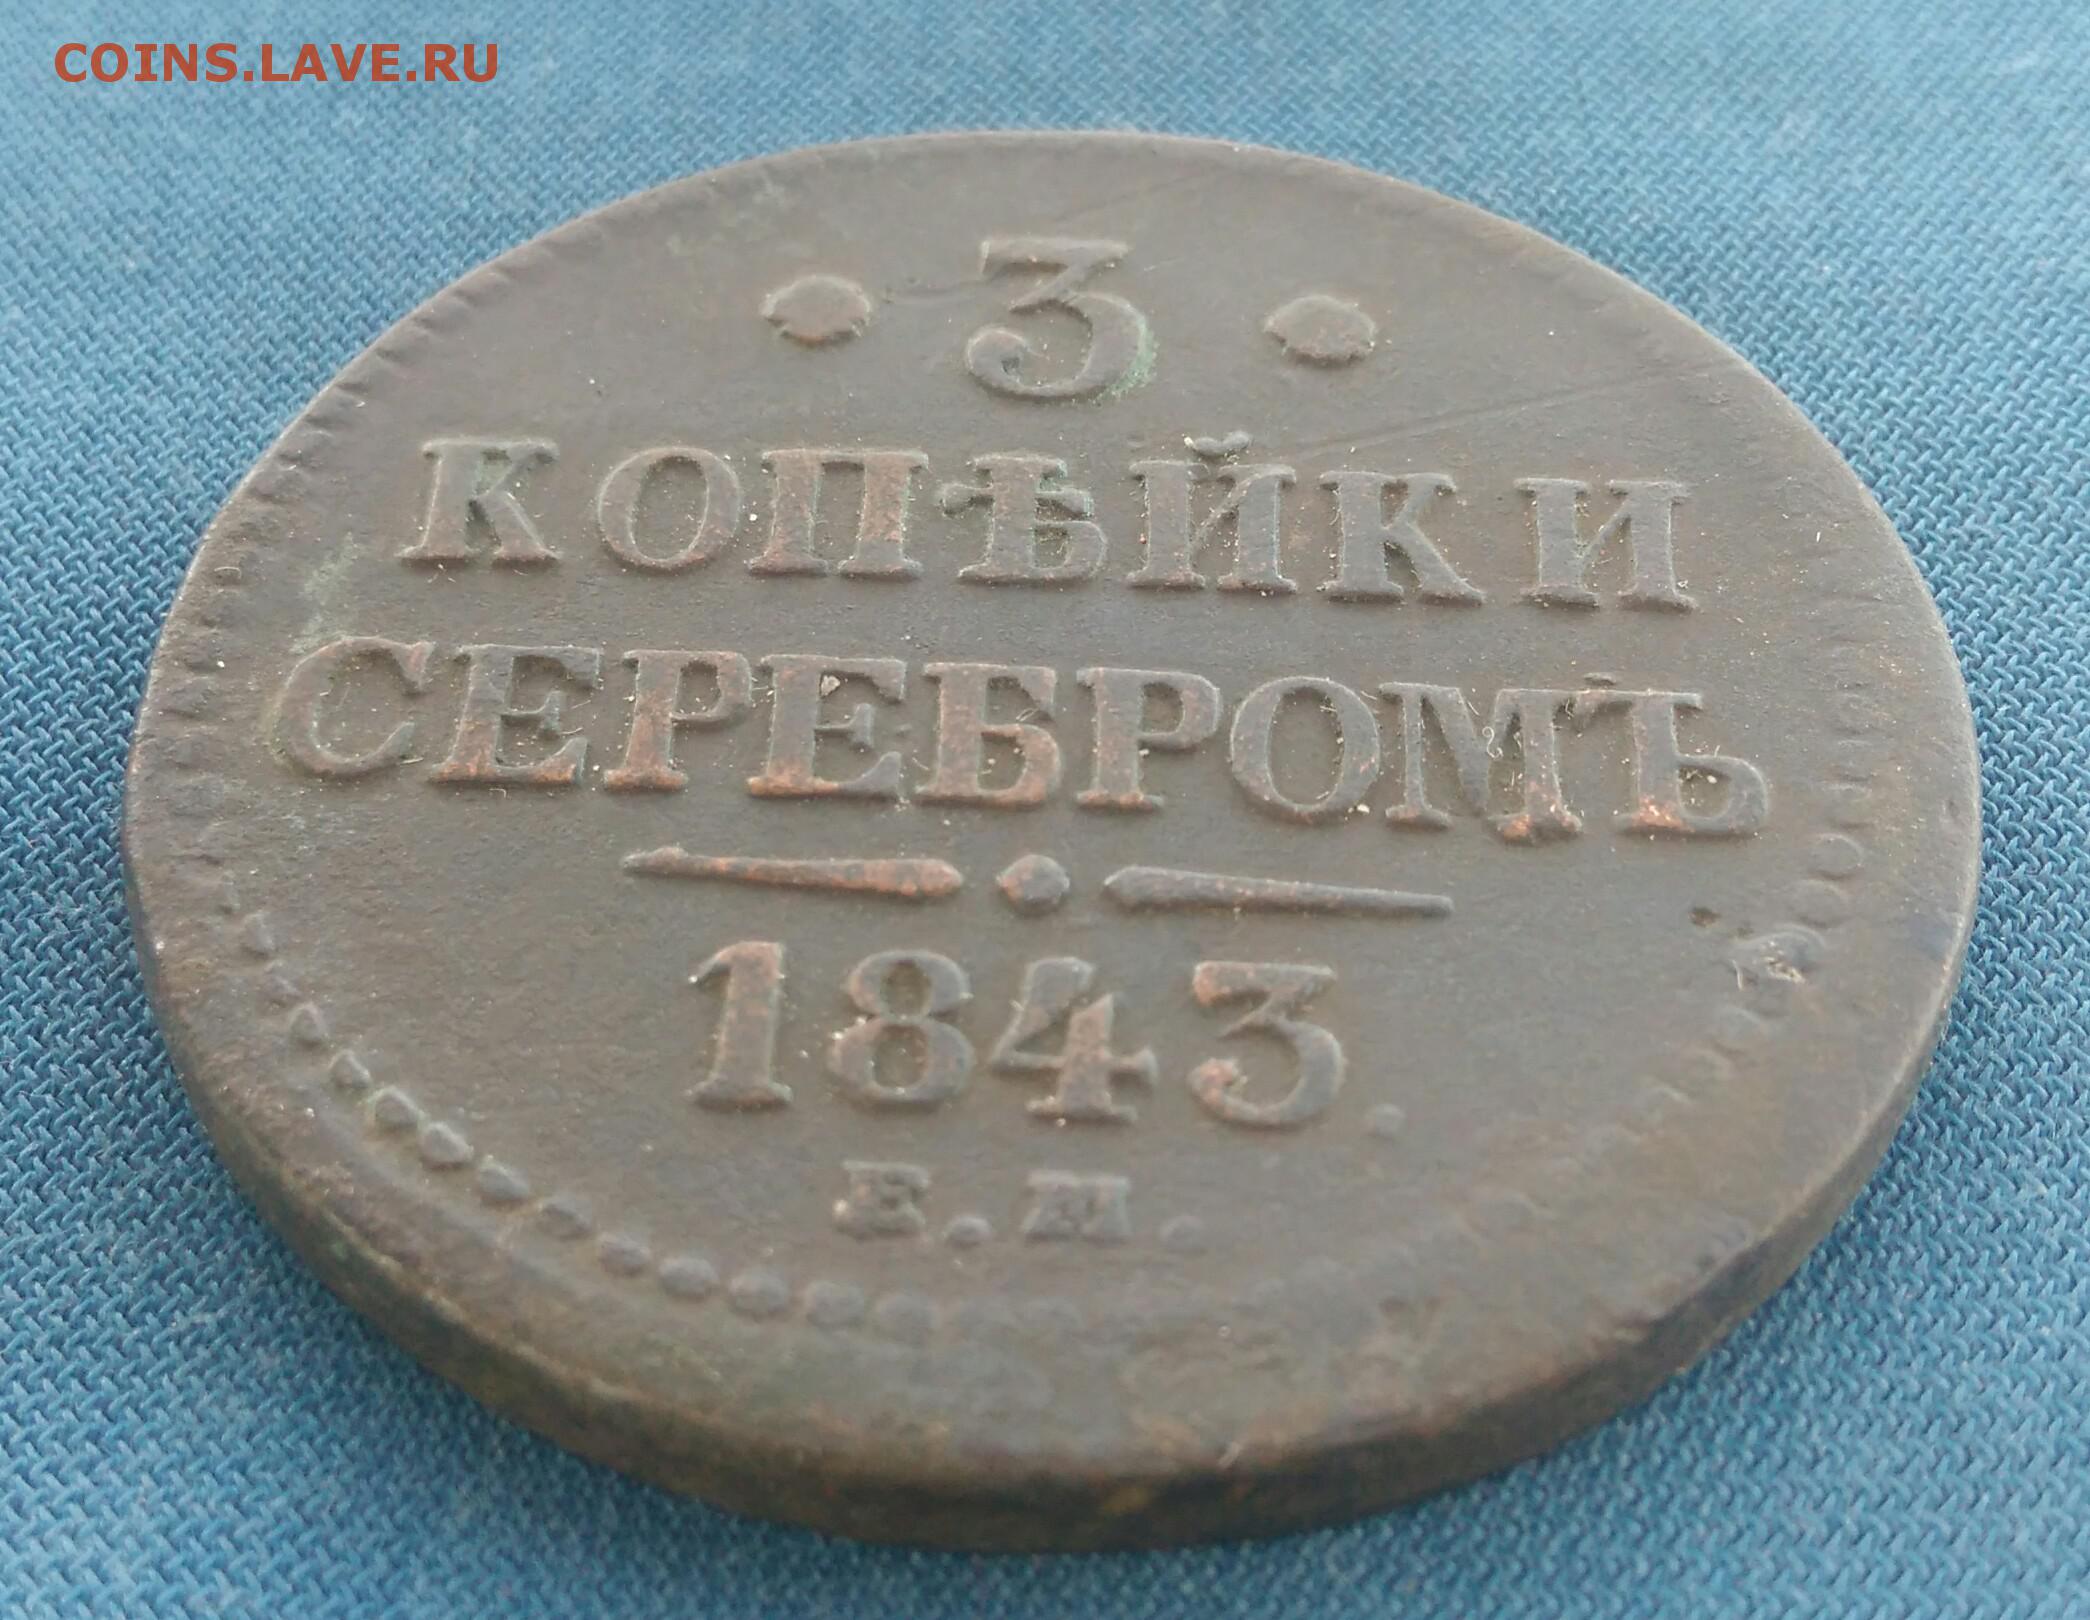 COINS.LAVE.RU
· 3 ·
КОПѢЙКИ
СЕРЕБРОМЪ
1843.
Е.М.